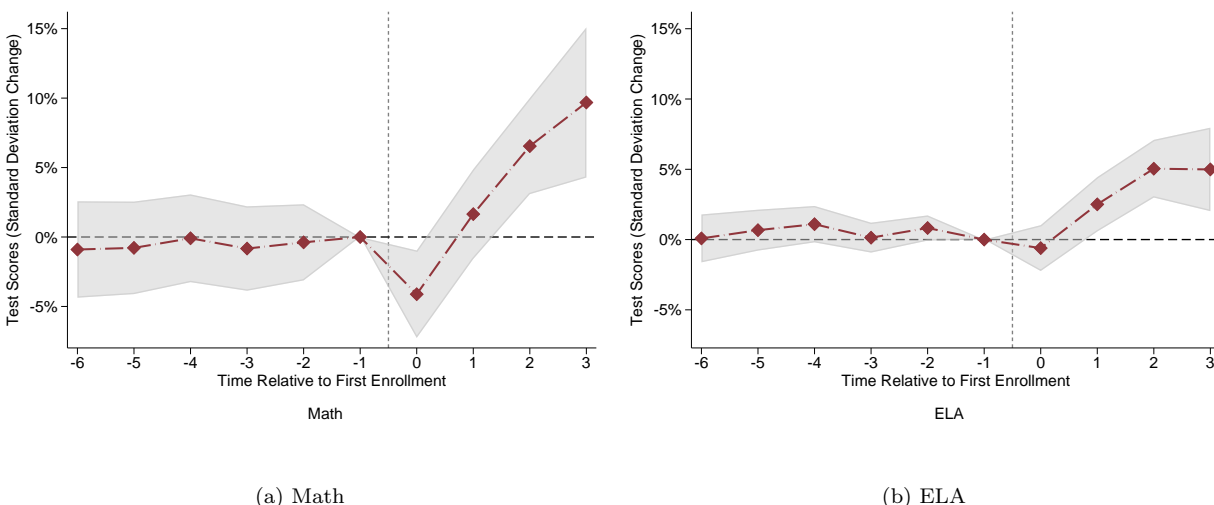 Test Scores (Standard Deviation Change)
15%
10%
5%
0%
-5%
-6 -5 -4 -3 -2 -1 0 1 2 3
Time Relative to First Enrollment
Math
(a) Math
Test Scores (Standard Deviation Change)
15%
10%
5%
0%
-5%
-6 -5 -4 -3 -2 -1 0 1 2 3
Time Relative to First Enrollment
ELA
(b) ELA